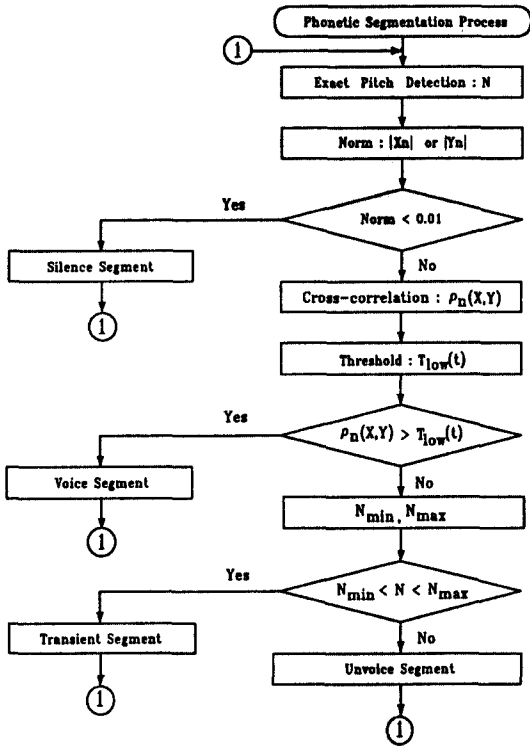 Phonetic Segmentation Process
1
Exact Pitch Detection : N
Norm : |Xn| or |Yn|
Norm < 0.01
Yes
No
Silence Segment
1
Cross-correlation : ρn(X,Y)
Threshold : Tlow(t)
ρn(X,Y) > Tlow(t)
Yes
No
Voice Segment
1
Nmin, Nmax
Nmin < N < Nmax
Yes
No
Transient Segment
1
Unvoice Segment
1